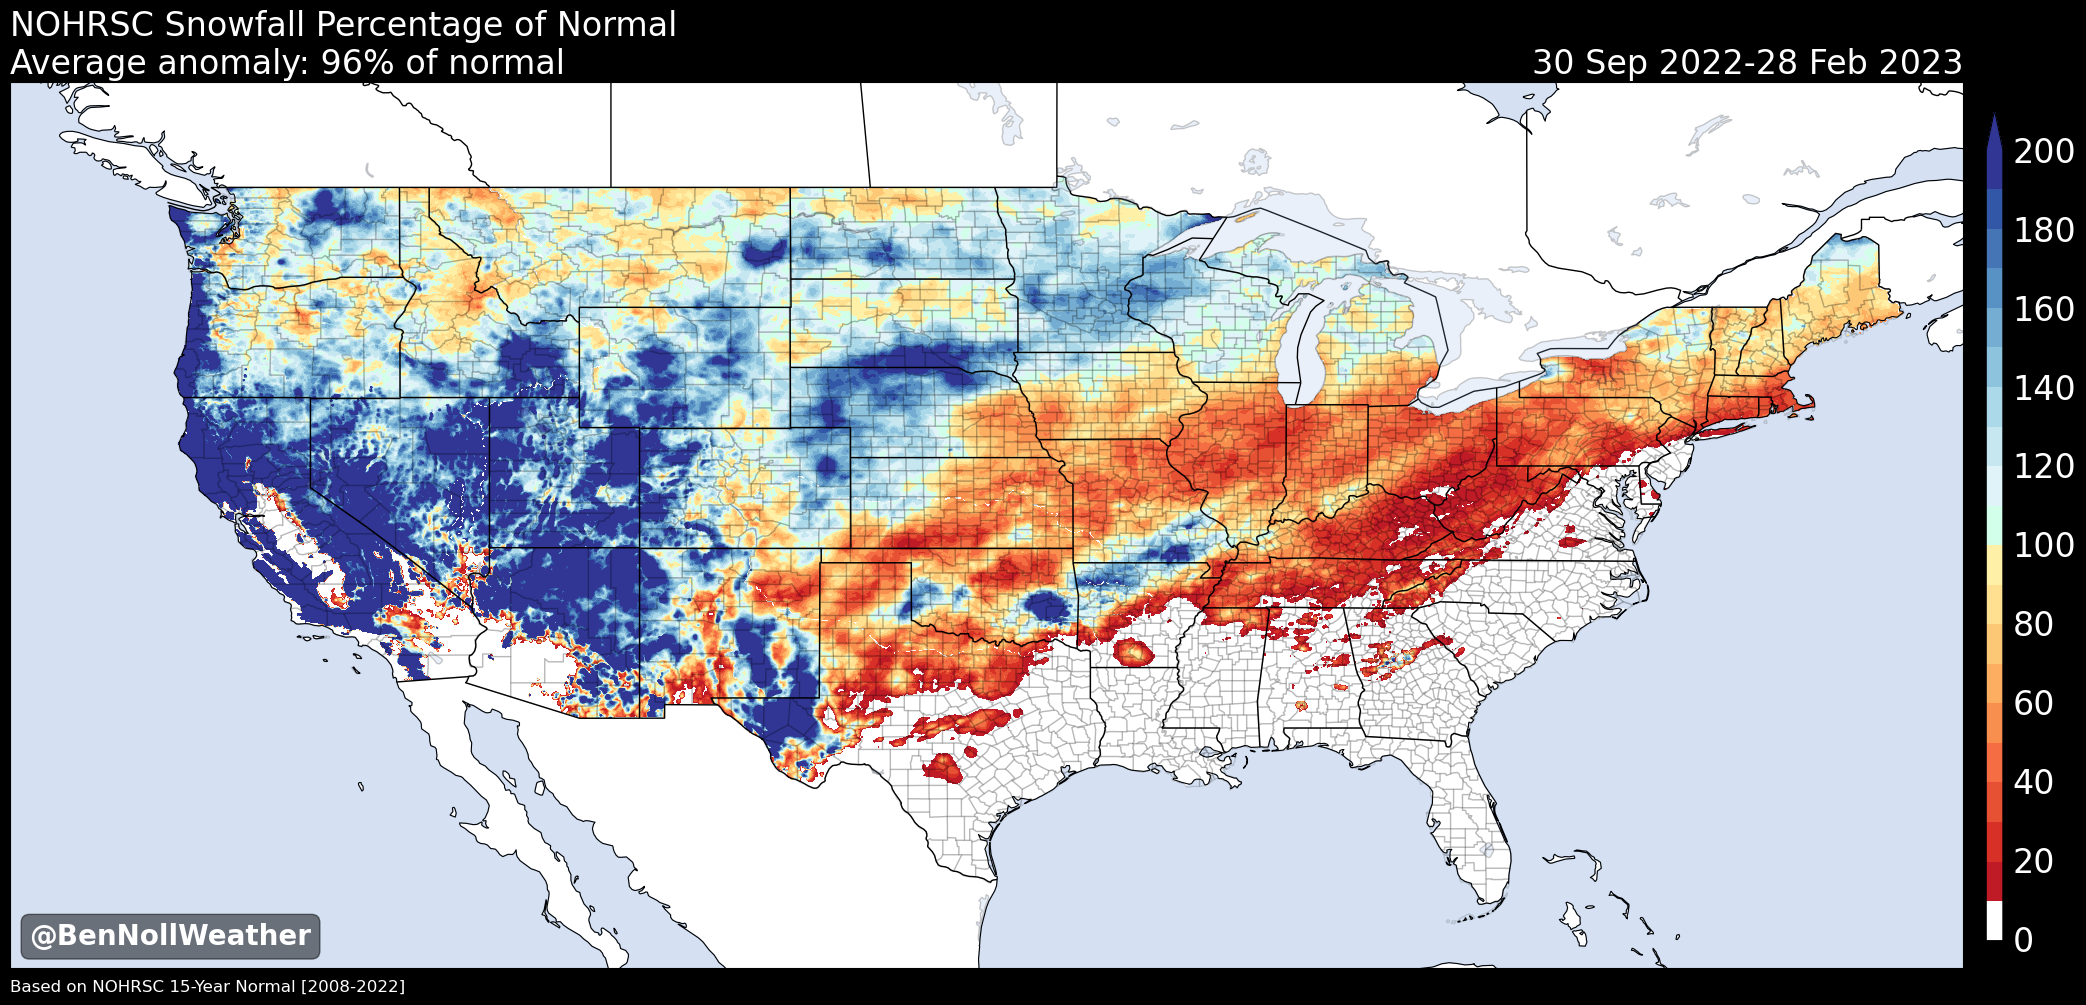 NOHRSC Snowfall Percentage of Normal
Average anomaly: 96% of normal
30 Sep 2022-28 Feb 2023
200
180
160
140
120
100
80
60
40
20
0
@BenNollWeather
Based on NOHRSC 15-Year Normal [2008-2022]